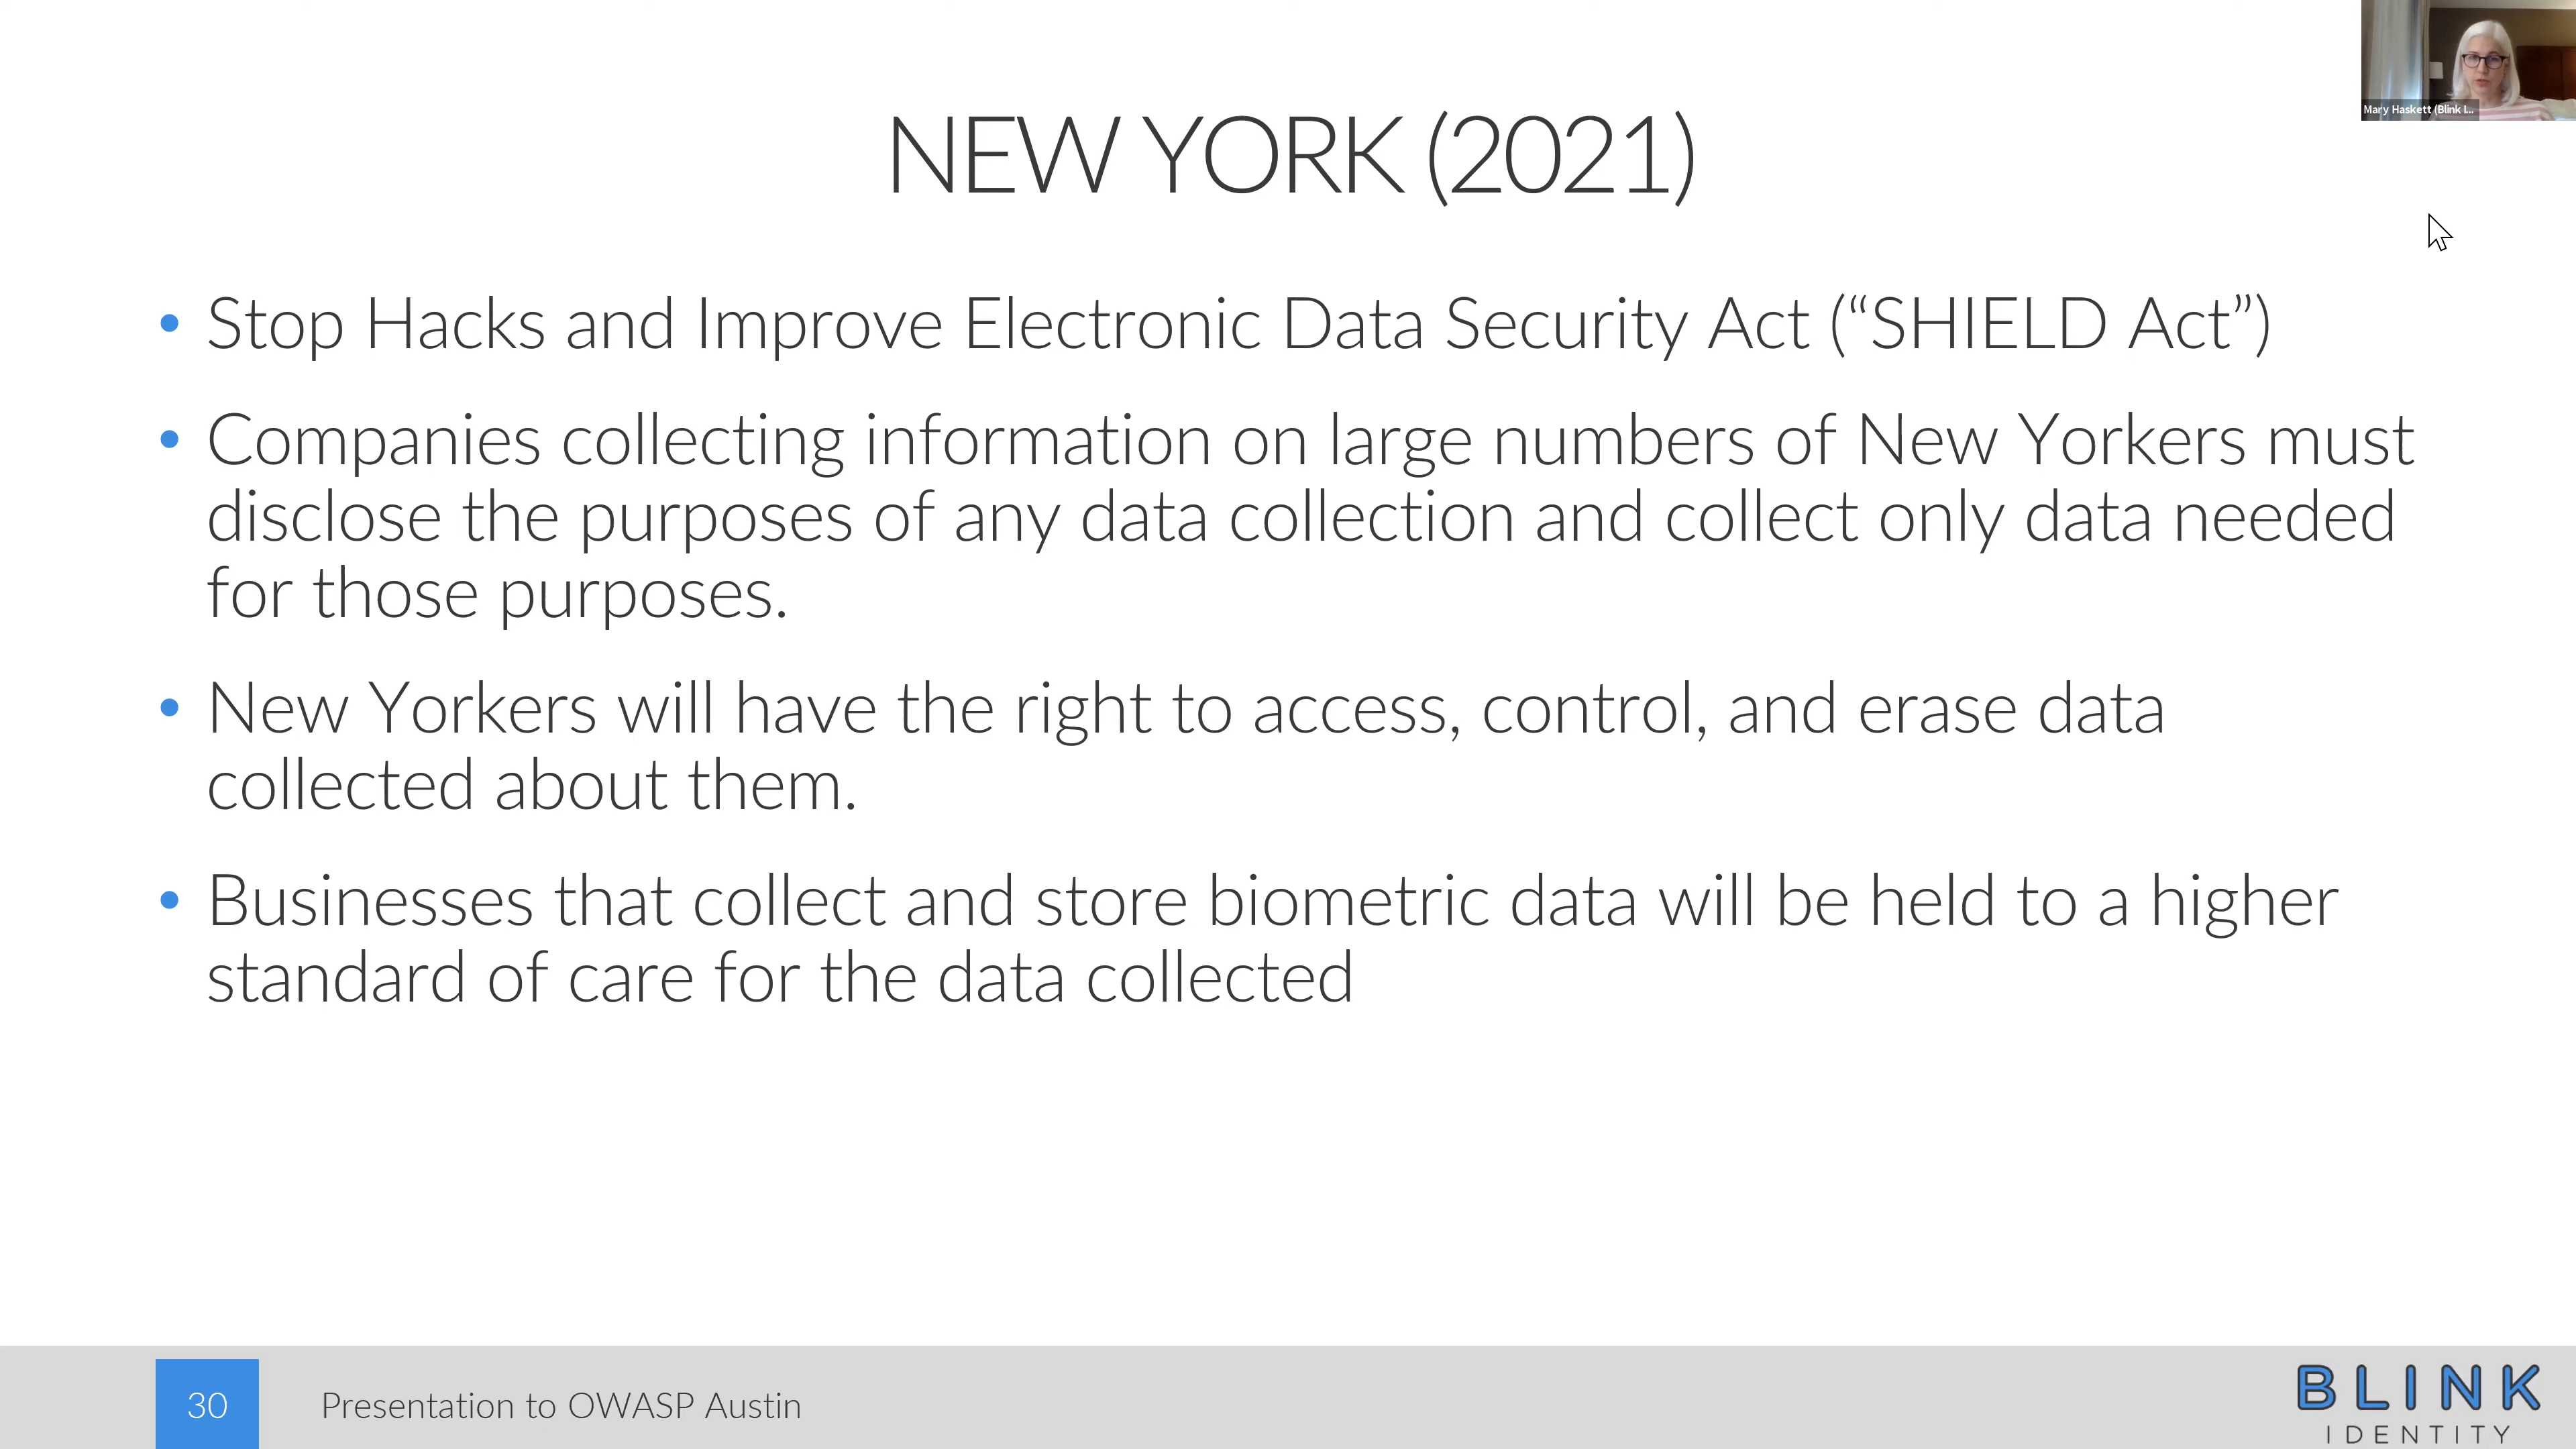 Mary Haskett (Blink I...
NEW YORK (2021)
• Stop Hacks and Improve Electronic Data Security Act (“SHIELD Act”)
• Companies collecting information on large numbers of New Yorkers must
disclose the purposes of any data collection and collect only data needed
for those purposes.
• New Yorkers will have the right to access, control, and erase data
collected about them.
• Businesses that collect and store biometric data will be held to a higher
standard of care for the data collected
30
Presentation to OWASP Austin
BLINK
IDENTITY